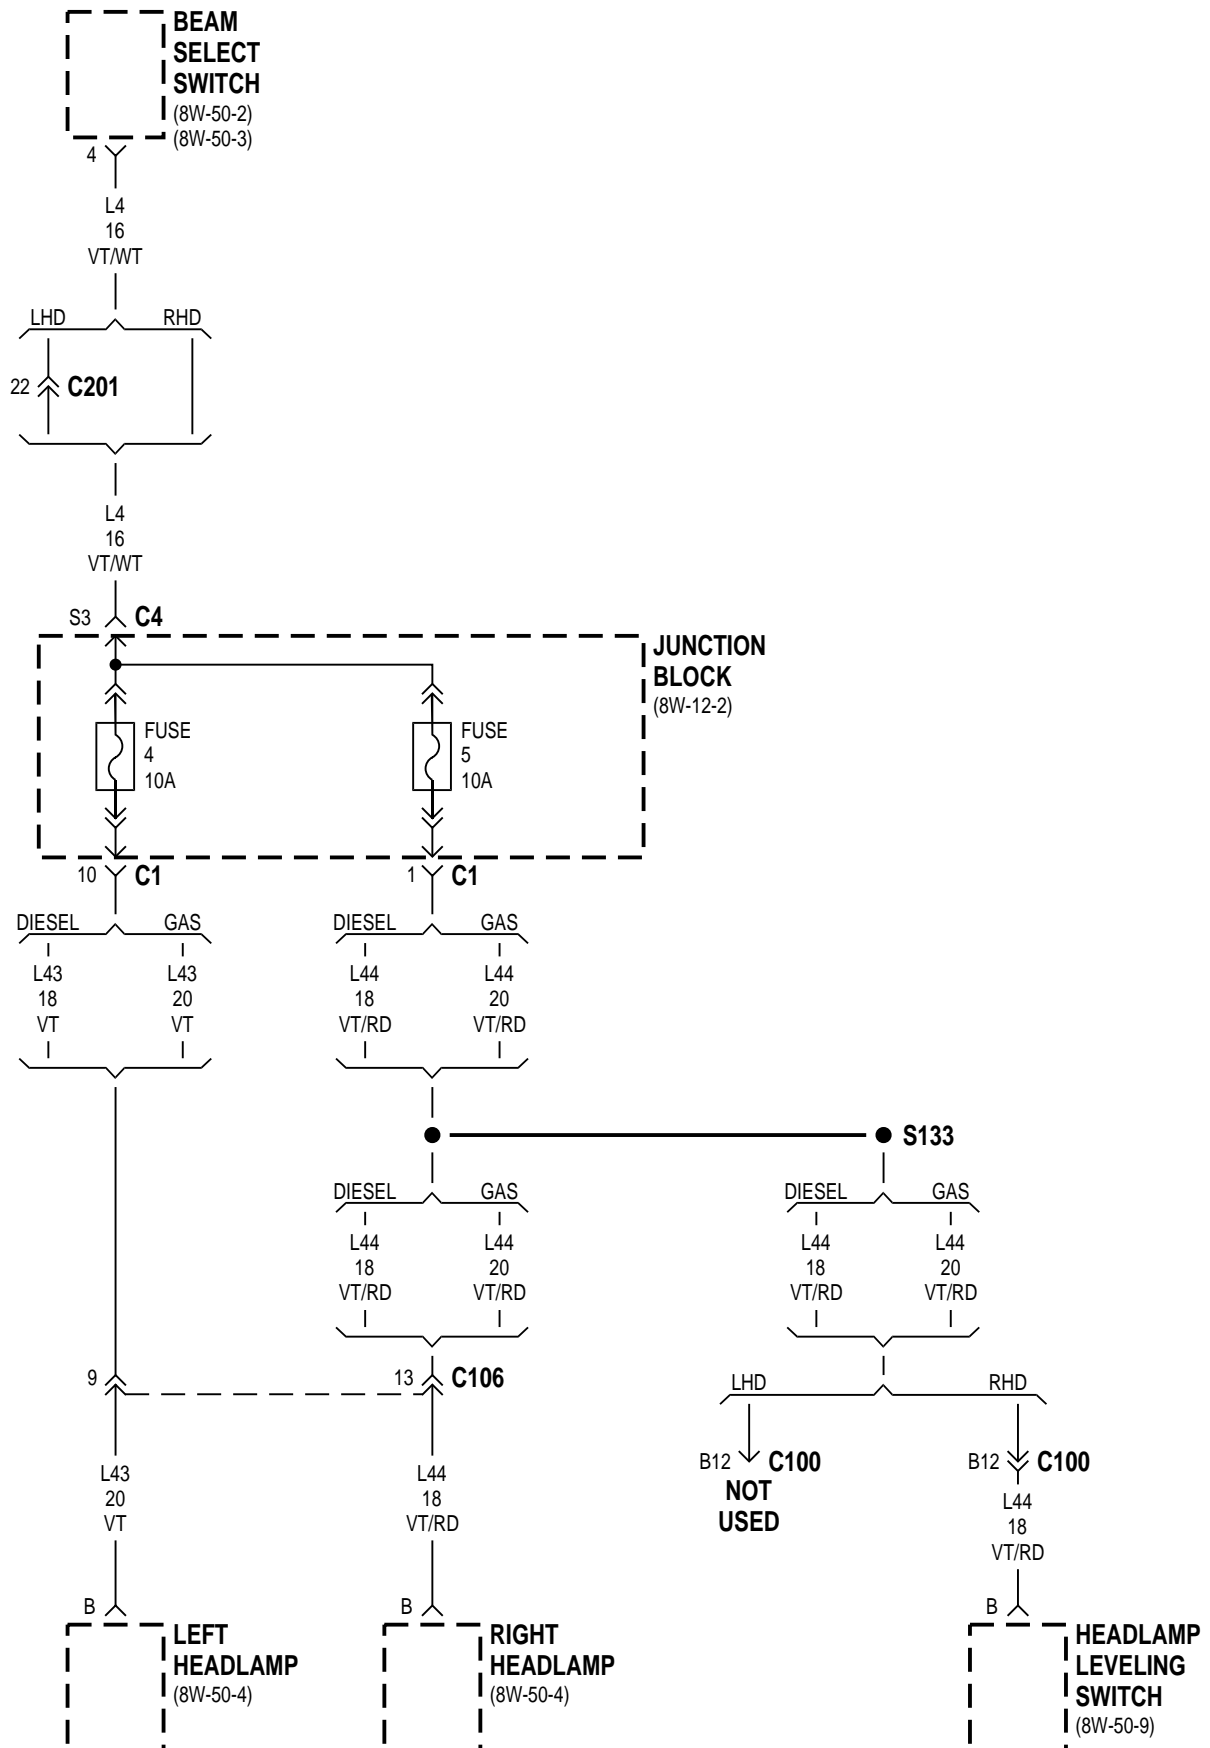 BEAM
SELECT
SWITCH
(8W-50-2)
(8W-50-3)
4
L4
16
VT/WT
LHD RHD
22 C201
L4
16
VT/WT
S3 C4
JUNCTION
BLOCK
(8W-12-2)
FUSE
4
10A
FUSE
5
10A
10 C1
1 C1
DIESEL GAS
DIESEL GAS
L43
18
VT
L43
20
VT
L44
18
VT/RD
L44
20
VT/RD
S133
DIESEL GAS
DIESEL GAS
L44
18
VT/RD
L44
20
VT/RD
L44
18
VT/RD
L44
20
VT/RD
9
13 C106
LHD RHD
B12 C100
NOT
USED
B12 C100
L43
20
VT
L44
18
VT/RD
L44
18
VT/RD
B
LEFT
HEADLAMP
(8W-50-4)
B
RIGHT
HEADLAMP
(8W-50-4)
B
HEADLAMP
LEVELING
SWITCH
(8W-50-9)